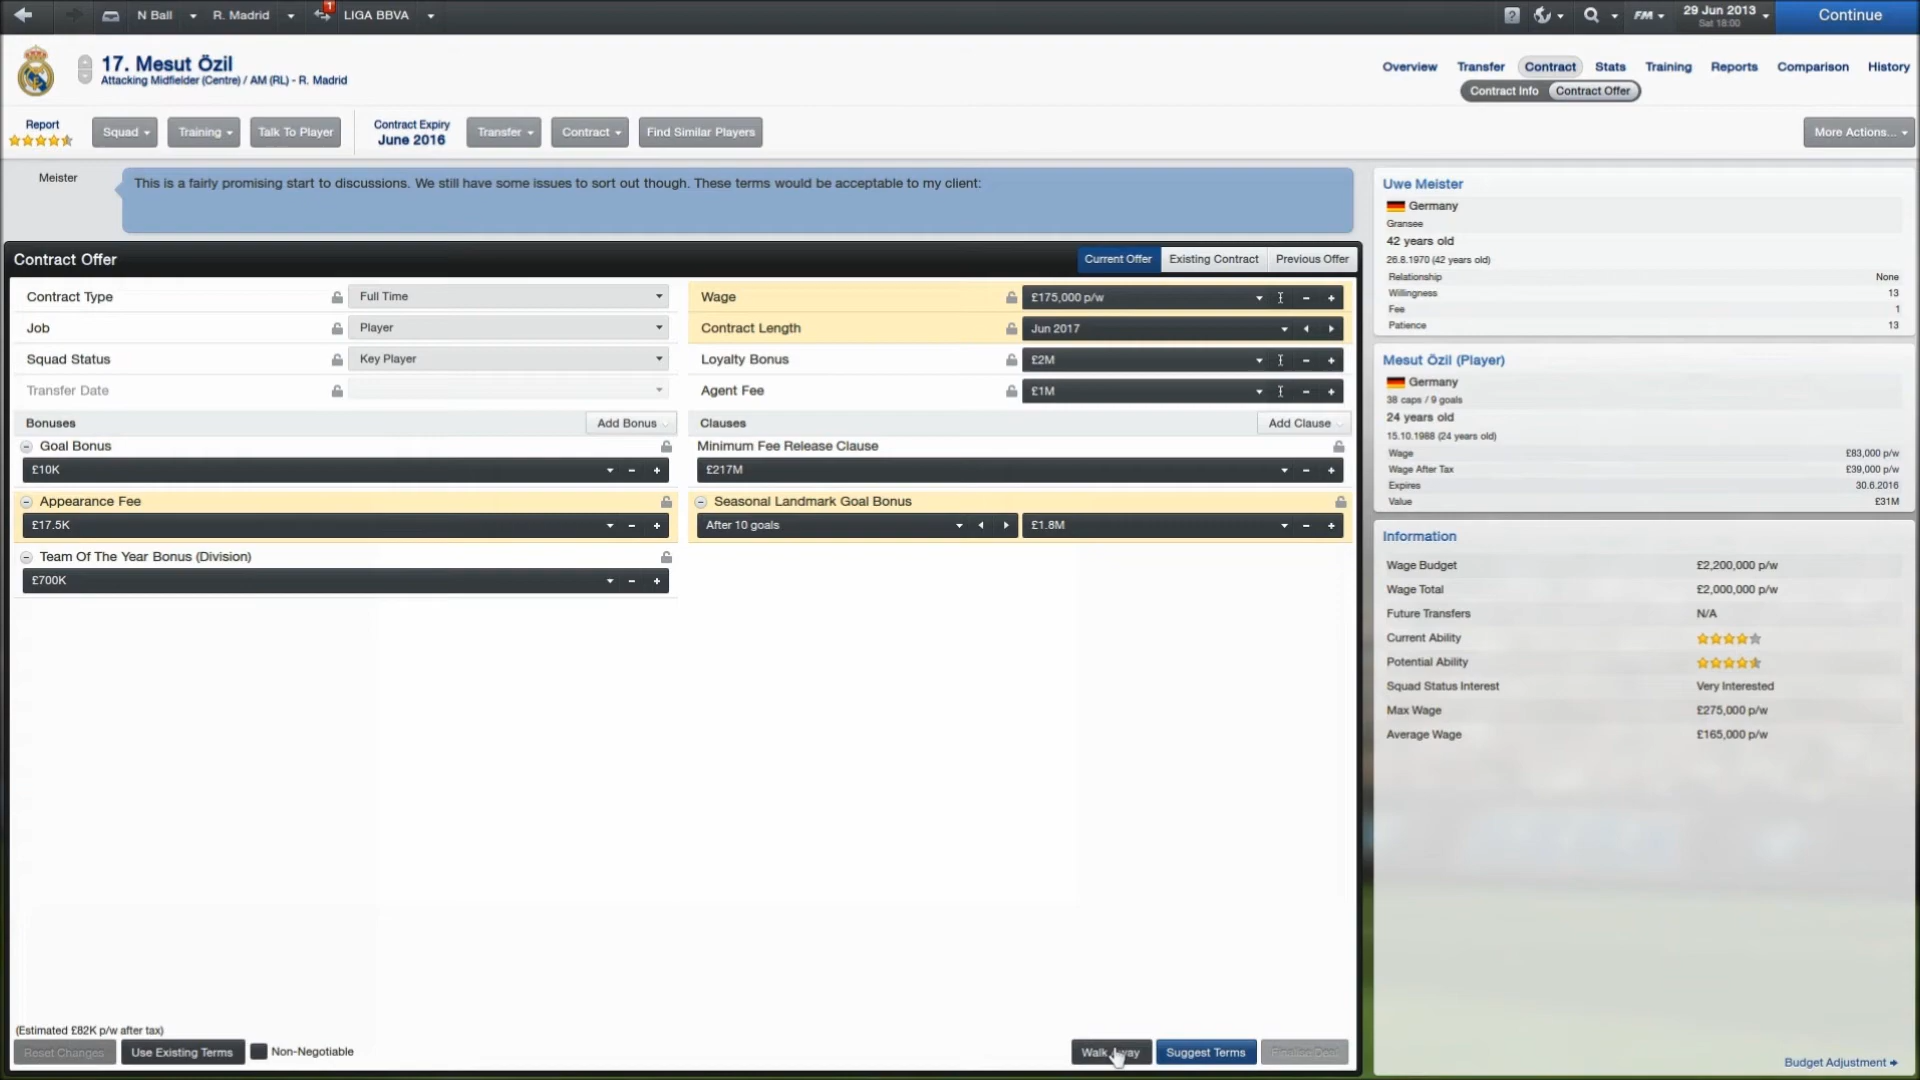 N Ball
R. Madrid
1
LIGA BBVA
?
FM
29 Jun 2013
Sat 18:00
Continue
17. Mesut Özil
Attacking Midfielder (Centre) / AM (RL) - R. Madrid
Overview
Transfer
Contract
Stats
Training
Reports
Comparison
History
Contract Info
Contract Offer
Report
Squad
Training
Talk To Player
Contract Expiry
June 2016
Transfer
Contract
Find Similar Players
More Actions...
Meister
This is a fairly promising start to discussions. We still have some issues to sort out though. These terms would be acceptable to my client:
Contract Offer
Current Offer
Existing Contract
Previous Offer
Contract Type
Full Time
Job
Player
Squad Status
Key Player
Transfer Date
Wage
£175,000 p/w
Contract Length
Jun 2017
Loyalty Bonus
£2M
Agent Fee
£1M
Bonuses
Add Bonus
Goal Bonus
£10K
Appearance Fee
£17.5K
Team Of The Year Bonus (Division)
£700K
Clauses
Add Clause
Minimum Fee Release Clause
£217M
Seasonal Landmark Goal Bonus
After 10 goals
£1.8M
(Estimated £82K p/w after tax)
Reset Changes
Use Existing Terms
Non-Negotiable
Suggest Terms
Uwe Meister
Germany
Gransee
42 years old
26.8.1970 (42 years old)
Relationship None
Willingness 13
Fee 1
Patience 13
Mesut Özil (Player)
Germany
38 caps / 9 goals
24 years old
15.10.1988 (24 years old)
Wage £83,000 p/w
Wage After Tax £39,000 p/w
Expires 30.6.2016
Value £31M
Information
Wage Budget £2,200,000 p/w
Wage Total £2,000,000 p/w
Future Transfers N/A
Current Ability
Potential Ability
Squad Status Interest Very Interested
Max Wage £275,000 p/w
Average Wage £165,000 p/w
Budget Adjustment